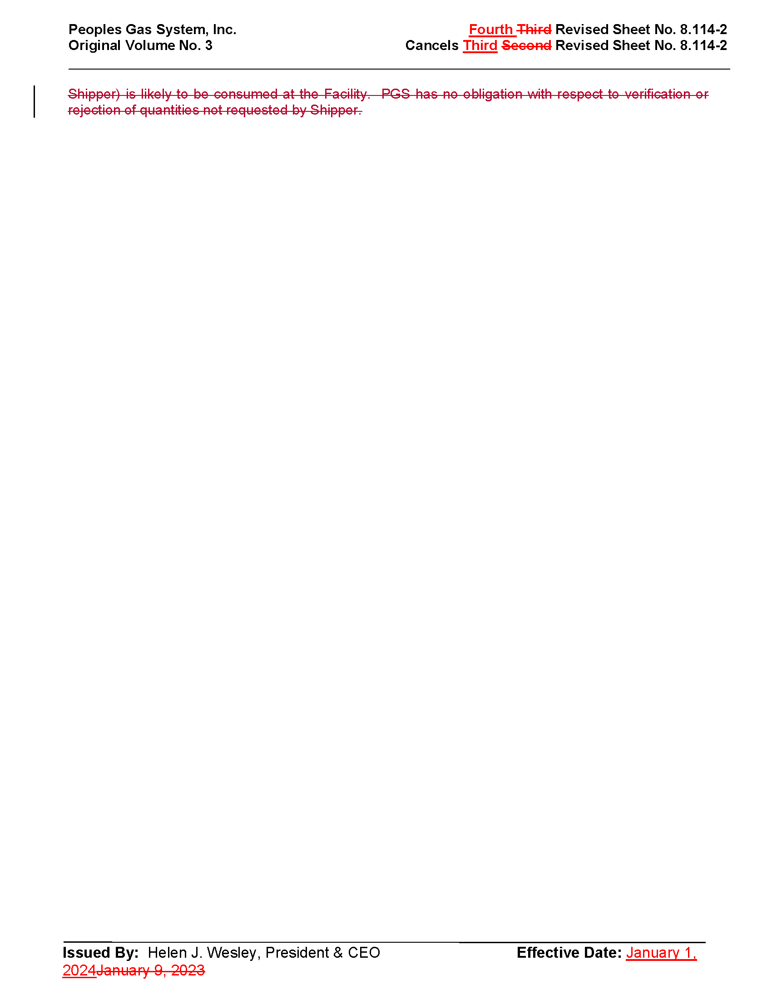 Peoples Gas System, Inc. Fourth Third Revised Sheet No. 8.114-2
Original Volume No. 3 Cancels Third Second Revised Sheet No. 8.114-2
Shipper) is likely to be consumed at the Facility. PGS has no obligation with respect to verification or
rejection of quantities not requested by Shipper.
Issued By: Helen J. Wesley, President & CEO Effective Date: January 1,
2024January 9, 2023